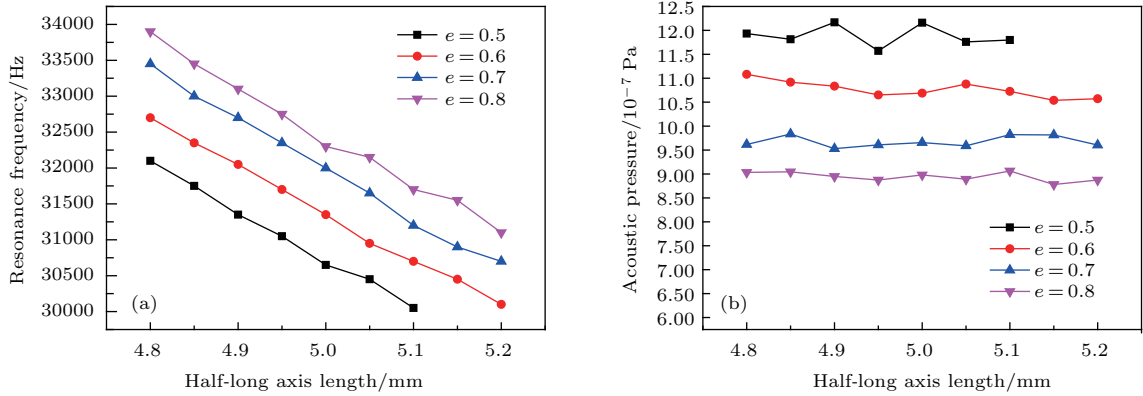 34000
33500
33000
32500
32000
31500
31000
30500
30000
Resonance frequency/Hz
e = 0.5
e = 0.6
e = 0.7
e = 0.8
(a)
4.8 4.9 5.0 5.1 5.2
Half-long axis length/mm
12.5
12.0
11.5
11.0
10.5
10.0
9.50
9.00
8.50
8.00
7.50
7.00
6.50
6.00
Acoustic pressure/10⁻⁷ Pa
e = 0.5
e = 0.6
e = 0.7
e = 0.8
(b)
4.8 4.9 5.0 5.1 5.2
Half-long axis length/mm